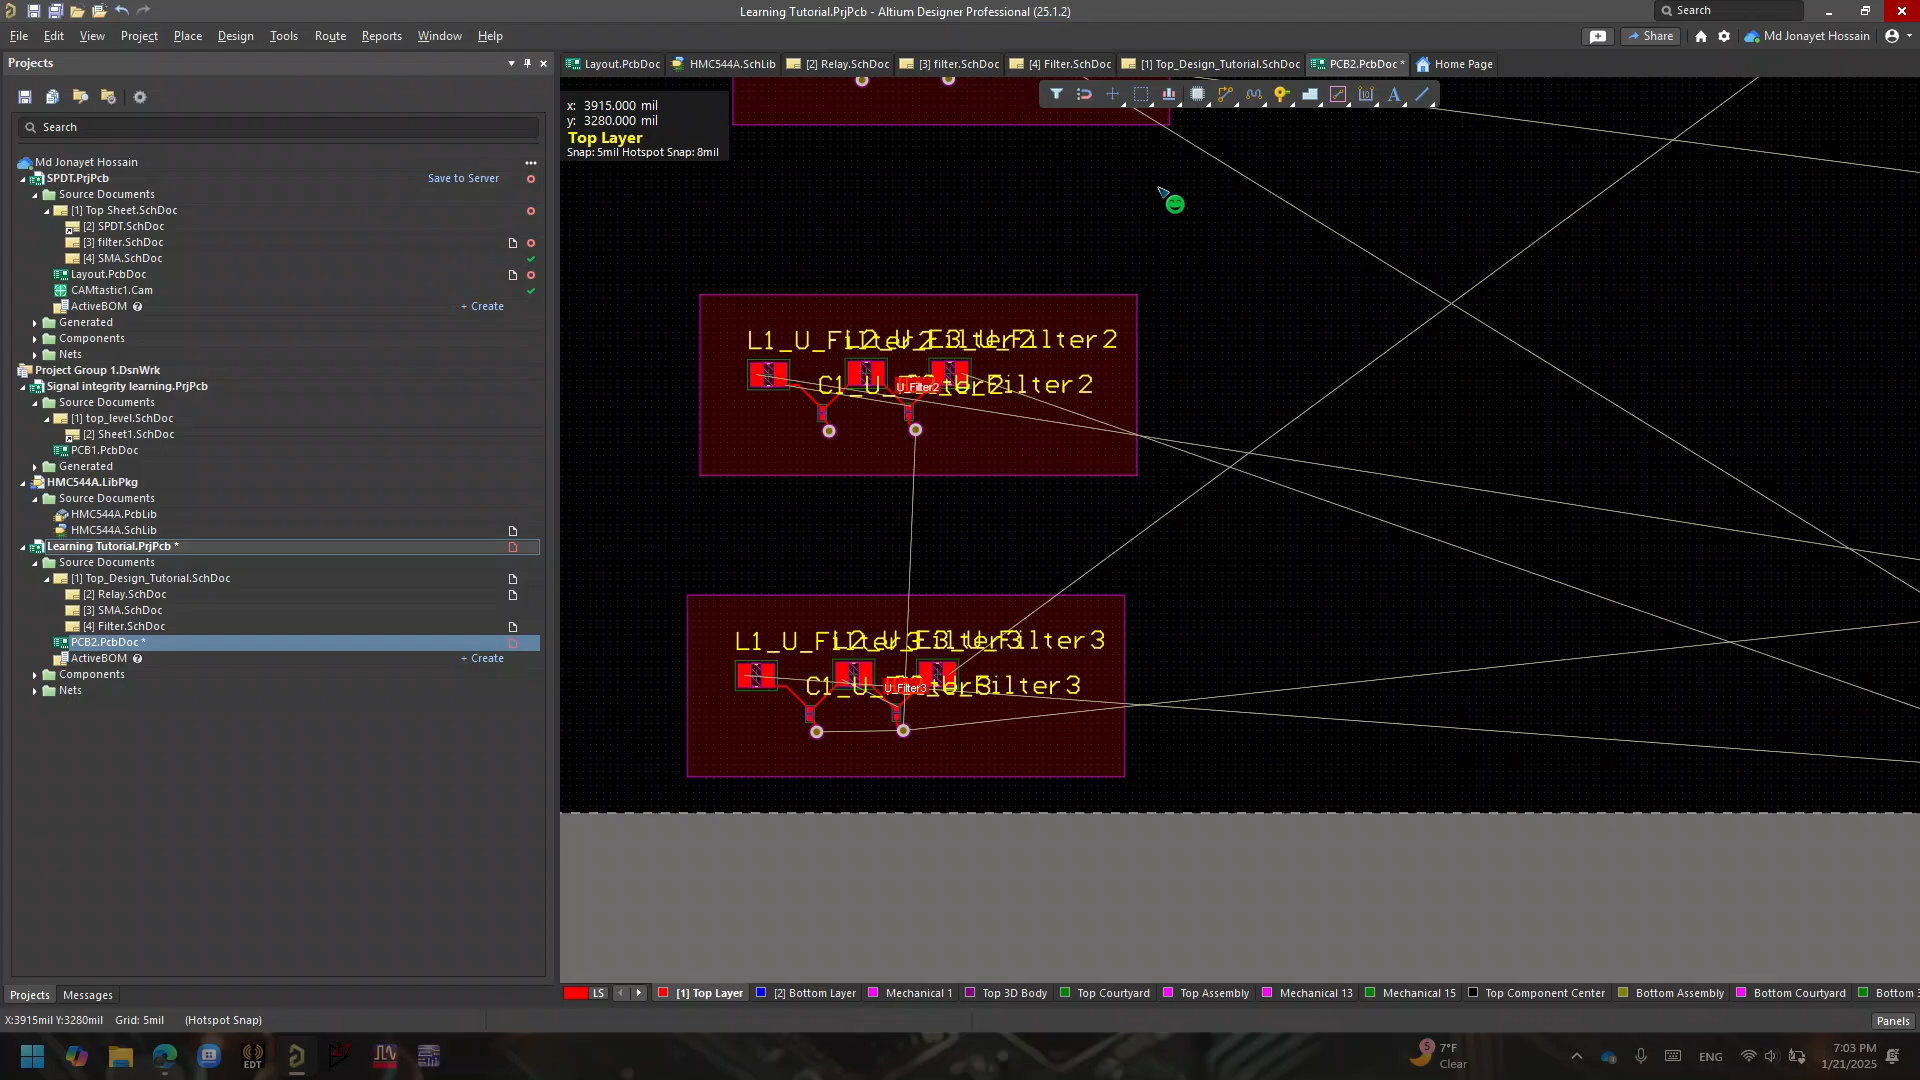 Learning Tutorial.PrjPcb - Altium Designer Professional (25.1.2)
Search
File Edit View Project Place Design Tools Route Reports Window Help
Share
Md Jonayet Hossain
Projects
Layout.PcbDoc
HMC544A.SchLib
[2] Relay.SchDoc
[3] filter.SchDoc
[4] Filter.SchDoc
[1] Top_Design_Tutorial.SchDoc
PCB2.PcbDoc *
Home Page
Search
Md Jonayet Hossain
SPDT.PrjPcb
Save to Server
Source Documents
[1] Top Sheet.SchDoc
[2] SPDT.SchDoc
[3] filter.SchDoc
[4] SMA.SchDoc
Layout.PcbDoc
CAMtastic1.Cam
ActiveBOM
+ Create
Generated
Components
Nets
Project Group 1.DsnWrk
Signal integrity learning.PrjPcb
Source Documents
[1] top_level.SchDoc
[2] Sheet1.SchDoc
PCB1.PcbDoc
Generated
HMC544A.LibPkg
Source Documents
HMC544A.PcbLib
HMC544A.SchLib
Learning Tutorial.PrjPcb *
Source Documents
[1] Top_Design_Tutorial.SchDoc
[2] Relay.SchDoc
[3] SMA.SchDoc
[4] Filter.SchDoc
PCB2.PcbDoc *
ActiveBOM
+ Create
Components
Nets
x: 3915.000 mil
y: 3280.000 mil
Top Layer
Snap: 5mil Hotspot Snap: 8mil
L1_U_Filter2
U_Filter2
L1_U_Filter3
U_Filter3
Projects
Messages
LS
[1] Top Layer
[2] Bottom Layer
Mechanical 1
Top 3D Body
Top Courtyard
Top Assembly
Mechanical 13
Mechanical 15
Top Component Center
Bottom Assembly
Bottom Courtyard
Bottom
X:3915mil Y:3280mil Grid: 5mil (Hotspot Snap)
Panels
EDT
5
7°F
Clear
ENG
7:03 PM
1/21/2025